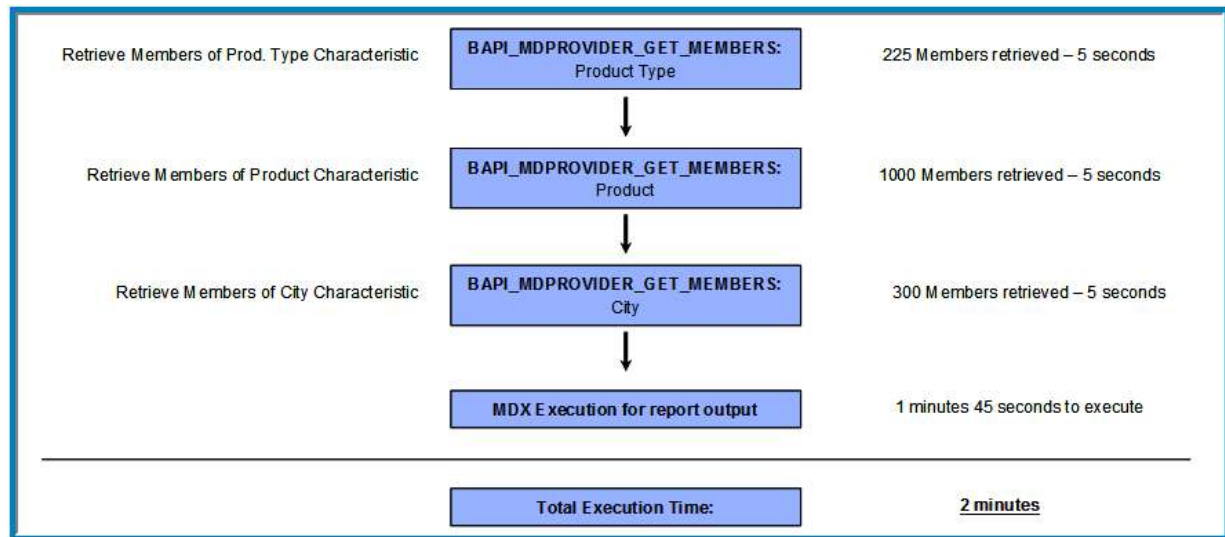 Retrieve Members of Prod. Type Characteristic
BAPI_MDPROVIDER_GET_MEMBERS:
Product Type
225 Members retrieved – 5 seconds
Retrieve Members of Product Characteristic
BAPI_MDPROVIDER_GET_MEMBERS:
Product
1000 Members retrieved – 5 seconds
Retrieve Members of City Characteristic
BAPI_MDPROVIDER_GET_MEMBERS:
City
300 Members retrieved – 5 seconds
MDX Execution for report output
1 minutes 45 seconds to execute
Total Execution Time:
2 minutes